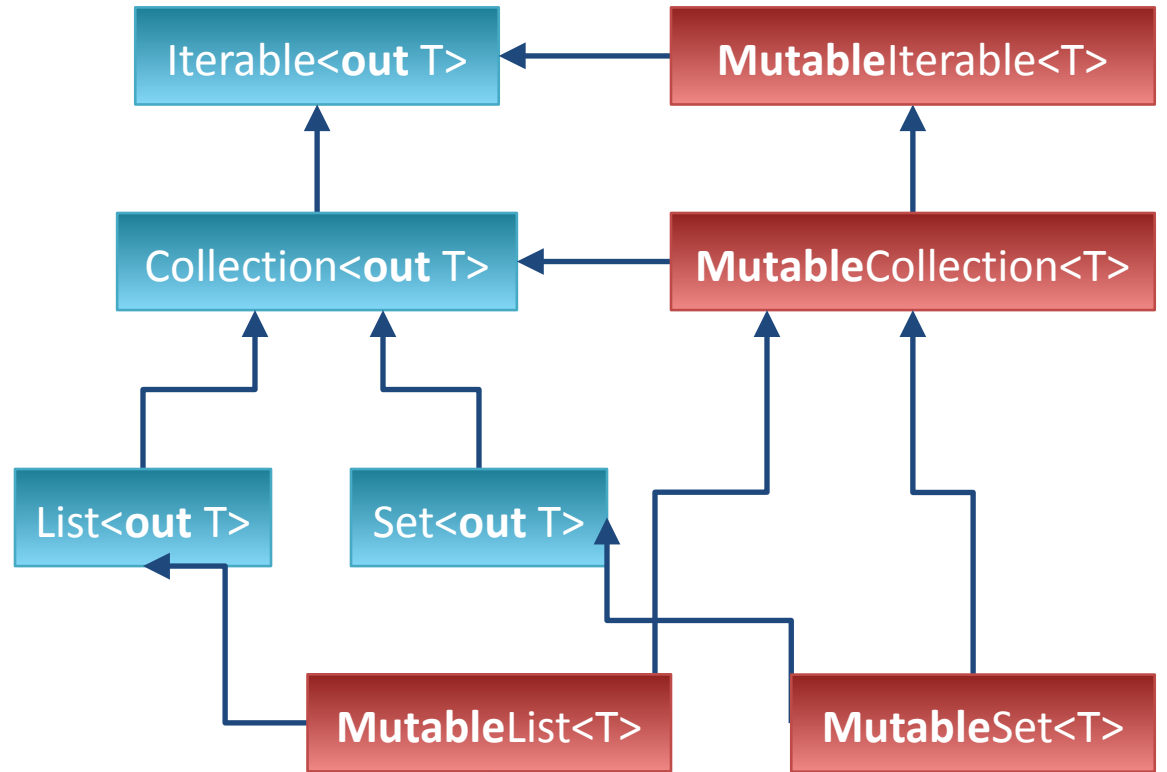 Iterable<out T>
MutableIterable<T>
Collection<out T>
MutableCollection<T>
List<out T>
Set<out T>
MutableList<T>
MutableSet<T>